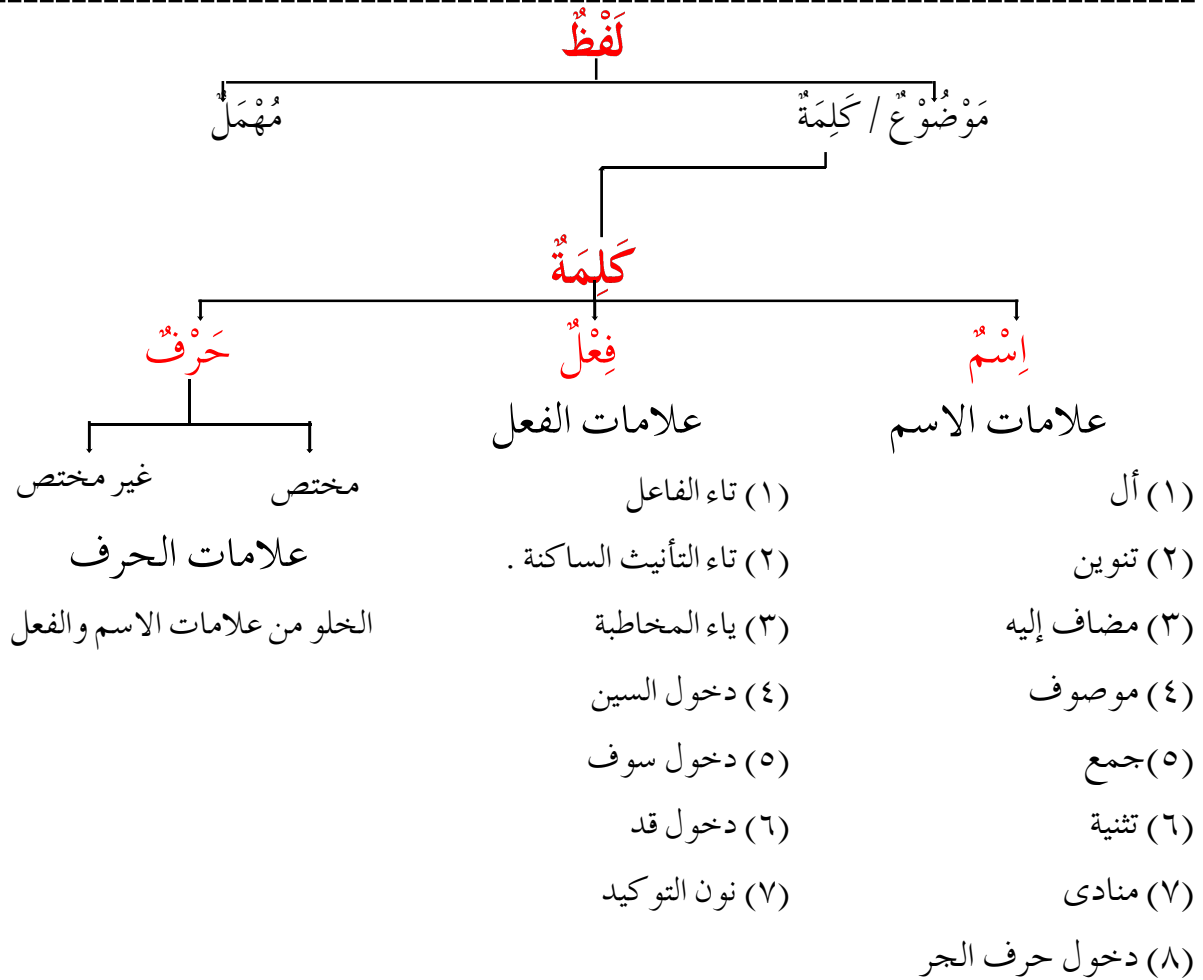 لَفْظٌ
مَوْضُوْعٌ / كَلِمَةٌ
مُهْمَلٌ
كَلِمَةٌ
اِسْمٌ
فِعْلٌ
حَرْفٌ
علامات الاسم
(١) أل
(٢) تنوين
(٣) مضاف إليه
(٤) موصوف
(٥)جمع
(٦) تثنية
(٧) منادى
(٨) دخول حرف الجر
علامات الفعل
(١) تاء الفاعل
(٢) تاء التأنيث الساكنة .
(٣) ياء المخاطبة
(٤) دخول السين
(٥) دخول سوف
(٦) دخول قد
(٧) نون التوكيد
مختص
غير مختص
علامات الحرف
الخلو من علامات الاسم والفعل